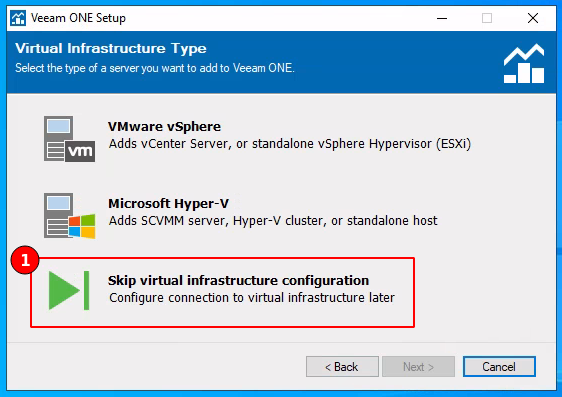 Veeam ONE Setup
Virtual Infrastructure Type
Select the type of a server you want to add to Veeam ONE.
VMware vSphere
Adds vCenter Server, or standalone vSphere Hypervisor (ESXi)
vm
Microsoft Hyper-V
Adds SCVMM server, Hyper-V cluster, or standalone host
1
Skip virtual infrastructure configuration
Configure connection to virtual infrastructure later
< Back
Next >
Cancel